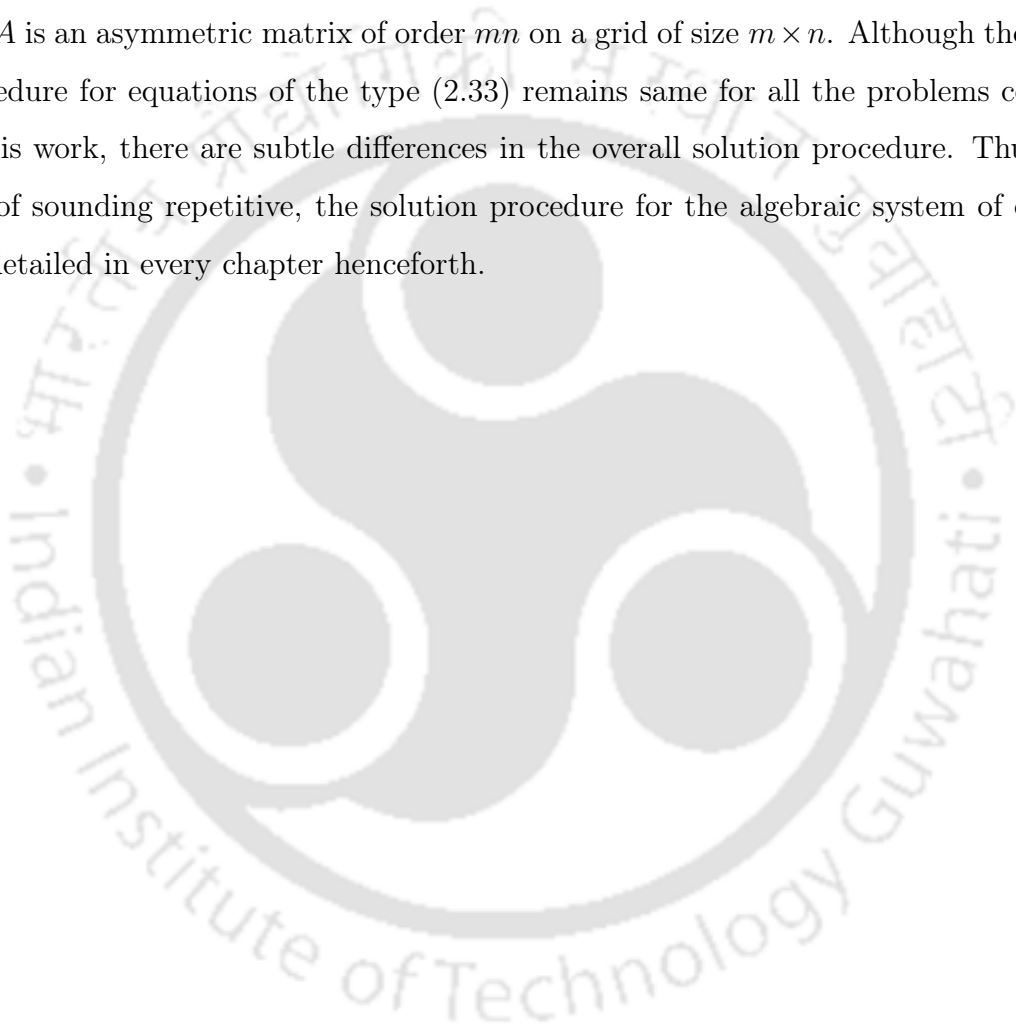 A is an asymmetric matrix of order mn on a grid of size m × n. Although the
edure for equations of the type (2.33) remains same for all the problems c
is work, there are subtle differences in the overall solution procedure. Thu
of sounding repetitive, the solution procedure for the algebraic system of
etailed in every chapter henceforth.
Indian Institute of Technology Guwahati